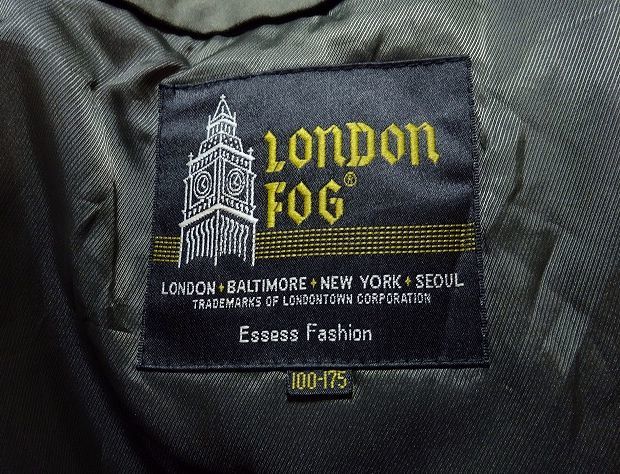 LONDON
FOG®
LONDON • BALTIMORE • NEW YORK • SEOUL
TRADEMARKS OF LONDONTOWN CORPORATION
Essess Fashion
100-175